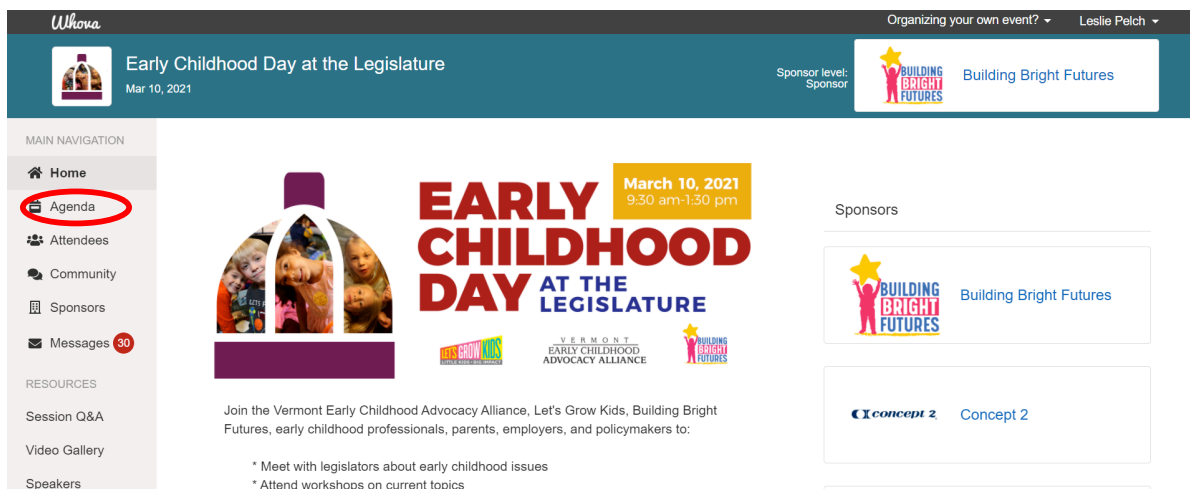 Whova
Organizing your own event?
Leslie Pelch
Early Childhood Day at the Legislature
Mar 10, 2021
Sponsor level:
Sponsor
BUILDING
BRIGHT
FUTURES
Building Bright Futures
MAIN NAVIGATION
Home
Agenda
Attendees
Community
Sponsors
Messages 30
RESOURCES
Session Q&A
Video Gallery
Speakers
March 10, 2021
9:30 am-1:30 pm
EARLY
CHILDHOOD
DAY AT THE
LEGISLATURE
LET'S GROW KIDS
LITTLE KIDS • BIG IMPACT
VERMONT
EARLY CHILDHOOD
ADVOCACY ALLIANCE
BUILDING
BRIGHT
FUTURES
Join the Vermont Early Childhood Advocacy Alliance, Let's Grow Kids, Building Bright
Futures, early childhood professionals, parents, employers, and policymakers to:
* Meet with legislators about early childhood issues
* Attend workshops on current topics
Sponsors
BUILDING
BRIGHT
FUTURES
Building Bright Futures
concept 2
Concept 2